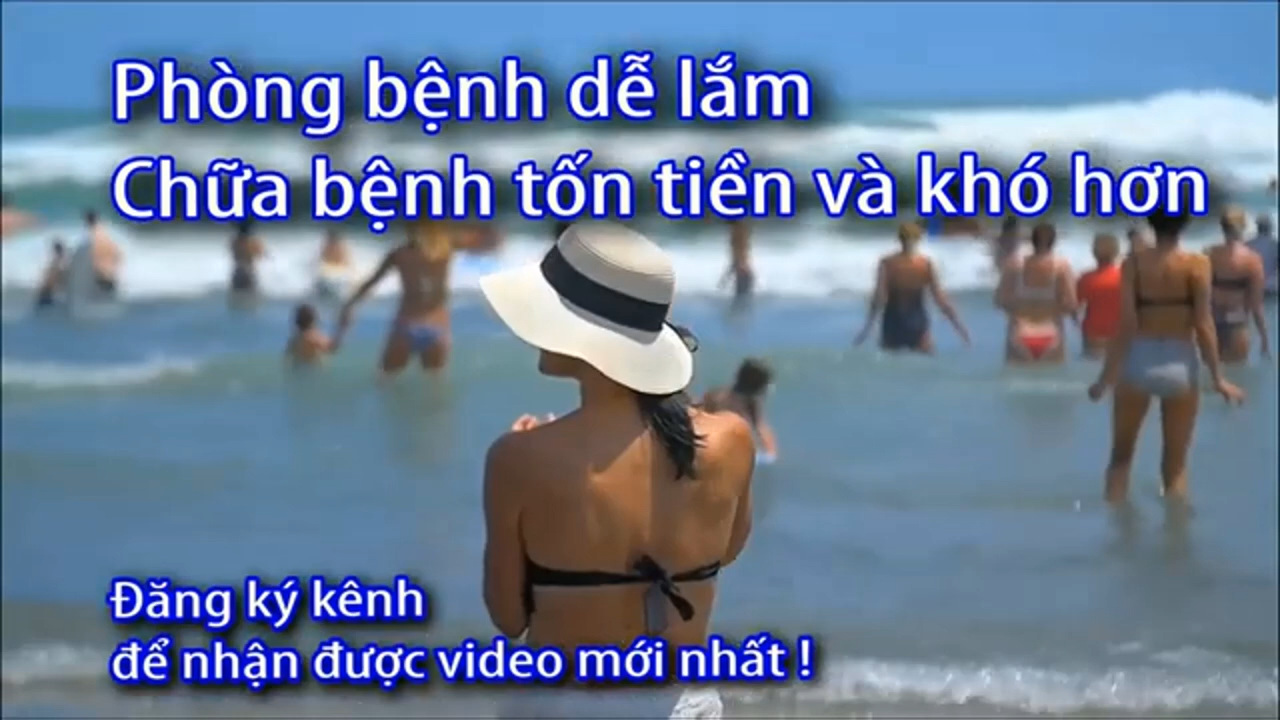 Phòng bệnh dễ lắm
Chữa bệnh tốn tiền và khó hơn
Đăng ký kênh
để nhận được video mới nhất !